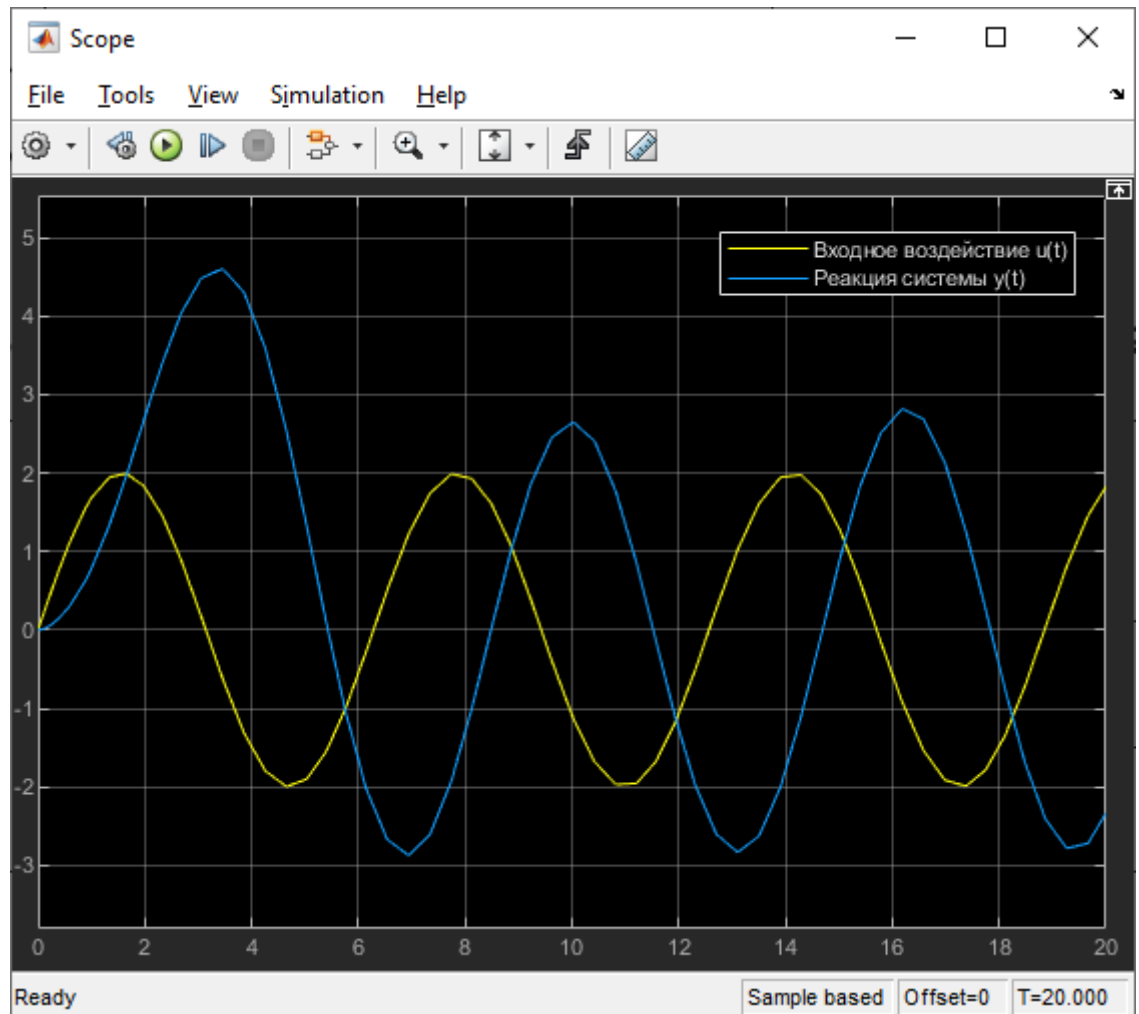 Scope
File Tools View Simulation Help
Входное воздействие u(t)
Реакция системы y(t)
5
4
3
2
1
0
-1
-2
-3
0 2 4 6 8 10 12 14 16 18 20
Ready Sample based Offset=0 T=20.000